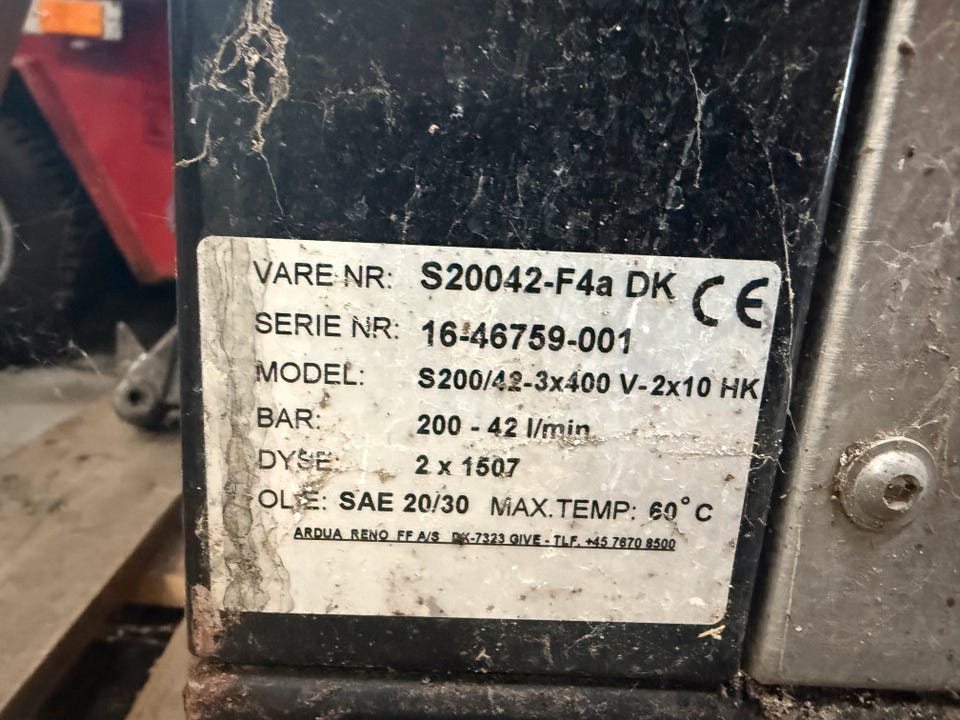 VARE NR: S20042-F4a DK CE
SERIE NR: 16-46759-001
MODEL: S200/42-3x400 V-2x10 HK
BAR: 200 - 42 l/min
DYSE: 2 x 1507
OLIE: SAE 20/30 MAX.TEMP: 60°C
ARDUA RENO FF A/S DK-7323 GIVE - TLF. +45 7670 8500